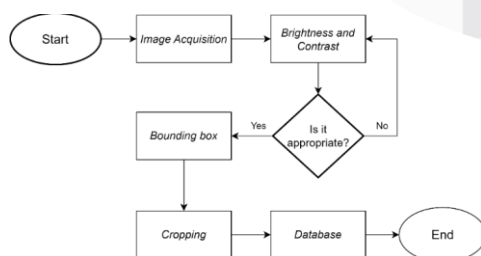 Start
Image Acquisition
Brightness and
Contrast
Is it
appropriate?
Yes
No
Bounding box
Cropping
Database
End